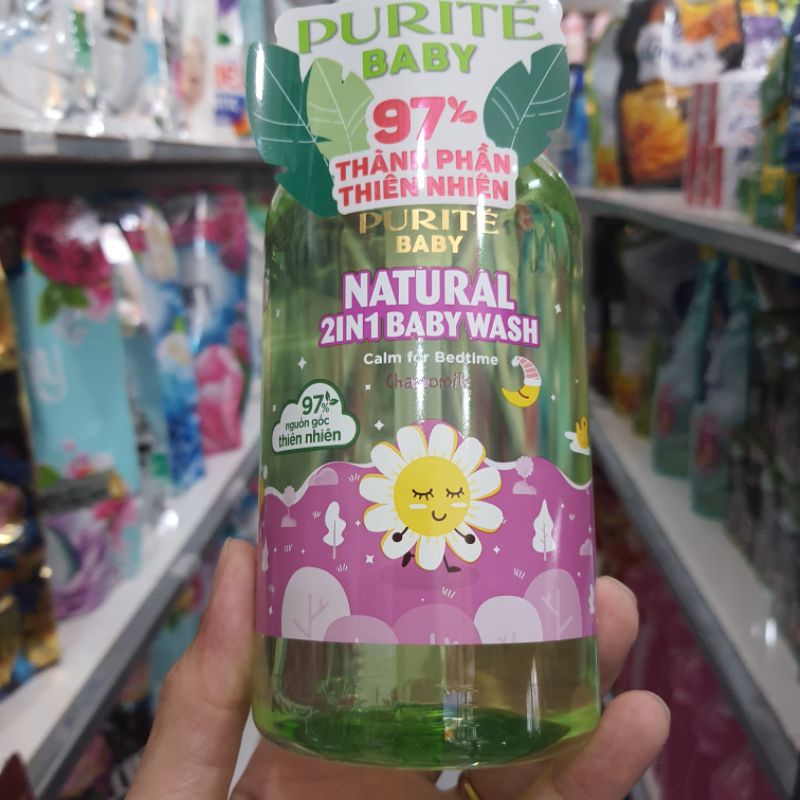 PURITÉ
BABY
97%
THÀNH PHẦN
THIÊN NHIÊN
PURITÉ
BABY
NATURAL
2IN1 BABY WASH
Calm for Bedtime
Chamomile
97%
nguồn gốc
thiên nhiên